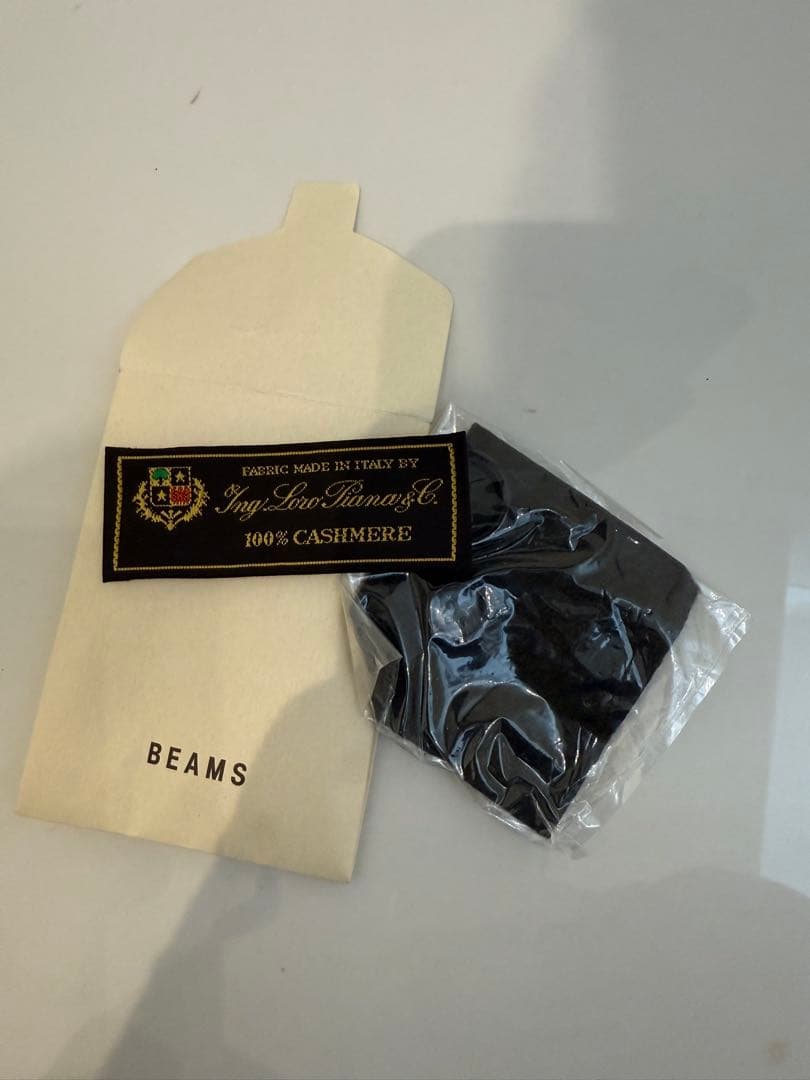 FABRIC MADE IN ITALY BY
Ing. Loro Piana & C.
100% CASHMERE
BEAMS